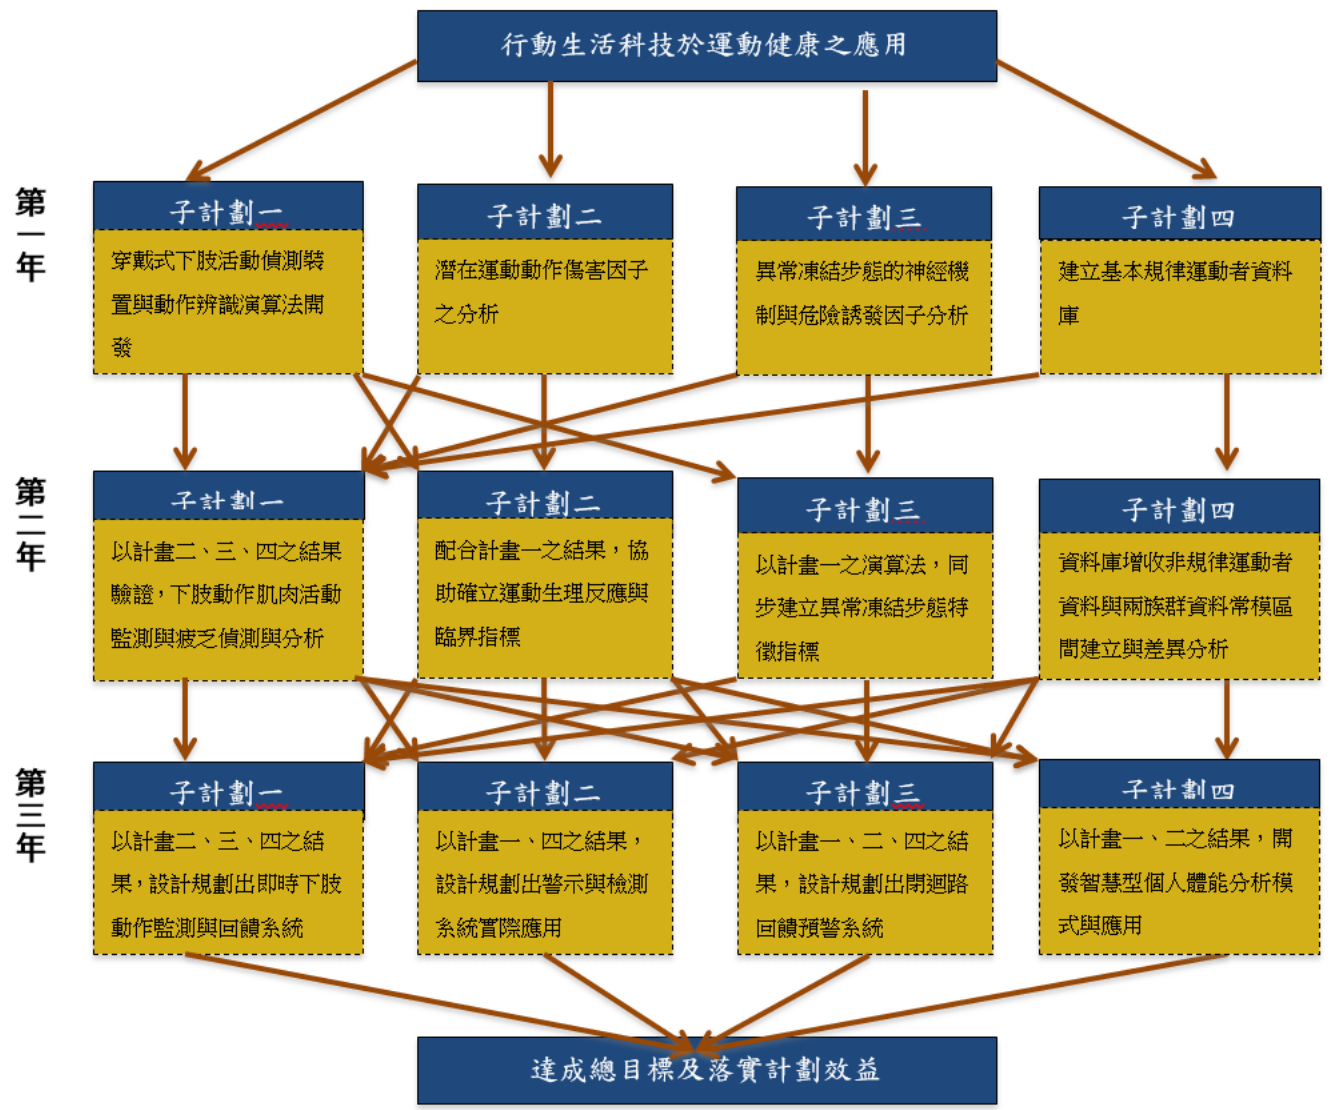 行動生活科技於運動健康之應用
第一年
子計劃一
穿戴式下肢活動偵測裝
置與動作辨識演算法開
發
子計劃二
潛在運動動作傷害因子
之分析
子計劃三
異常凍結步態的神經機
制與危險誘發因子分析
子計劃四
建立基本規律運動者資料
庫
第二年
子計劃一
以計畫二、三、四之結果
驗證，下肢動作肌肉活動
監測與疲乏偵測與分析
子計劃二
配合計畫一之結果，協
助確立運動生理反應與
臨界指標
子計劃三
以計畫一之演算法，同
步建立異常凍結步態特
徵指標
子計劃四
資料庫增收非規律運動者
資料與兩族群資料常模區
間建立與差異分析
第三年
子計劃一
以計畫二、三、四之結
果，設計規劃出即時下肢
動作監測與回饋系統
子計劃二
以計畫一、四之結果，
設計規劃出警示與檢測
系統實際應用
子計劃三
以計畫一、二、四之結
果，設計規劃出閉迴路
回饋預警系統
子計劃四
以計畫一、二之結果，開
發智慧型個人體能分析模
式與應用
達成總目標及落實計劃效益